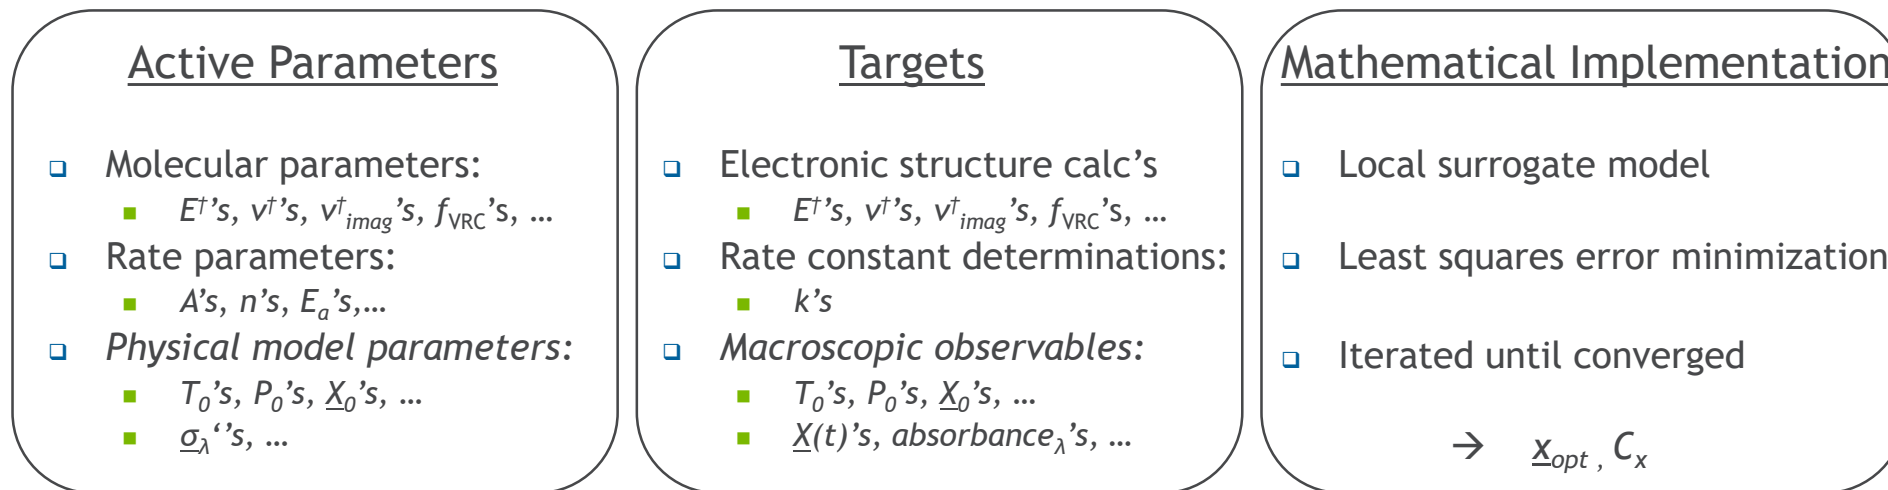 Active Parameters
Molecular parameters:
E†’s, ν†’s, ν†imag’s, fVRC’s, …
Rate parameters:
A’s, n’s, Ea’s,…
Physical model parameters:
T0’s, P0’s, X0’s, …
σλ‘’s, …
Targets
Electronic structure calc’s
E†’s, ν†’s, ν†imag’s, fVRC’s, …
Rate constant determinations:
k’s
Macroscopic observables:
T0’s, P0’s, X0’s, …
X(t)’s, absorbanceλ’s, …
Mathematical Implementation
Local surrogate model
Least squares error minimization
Iterated until converged
→ xopt , Cx